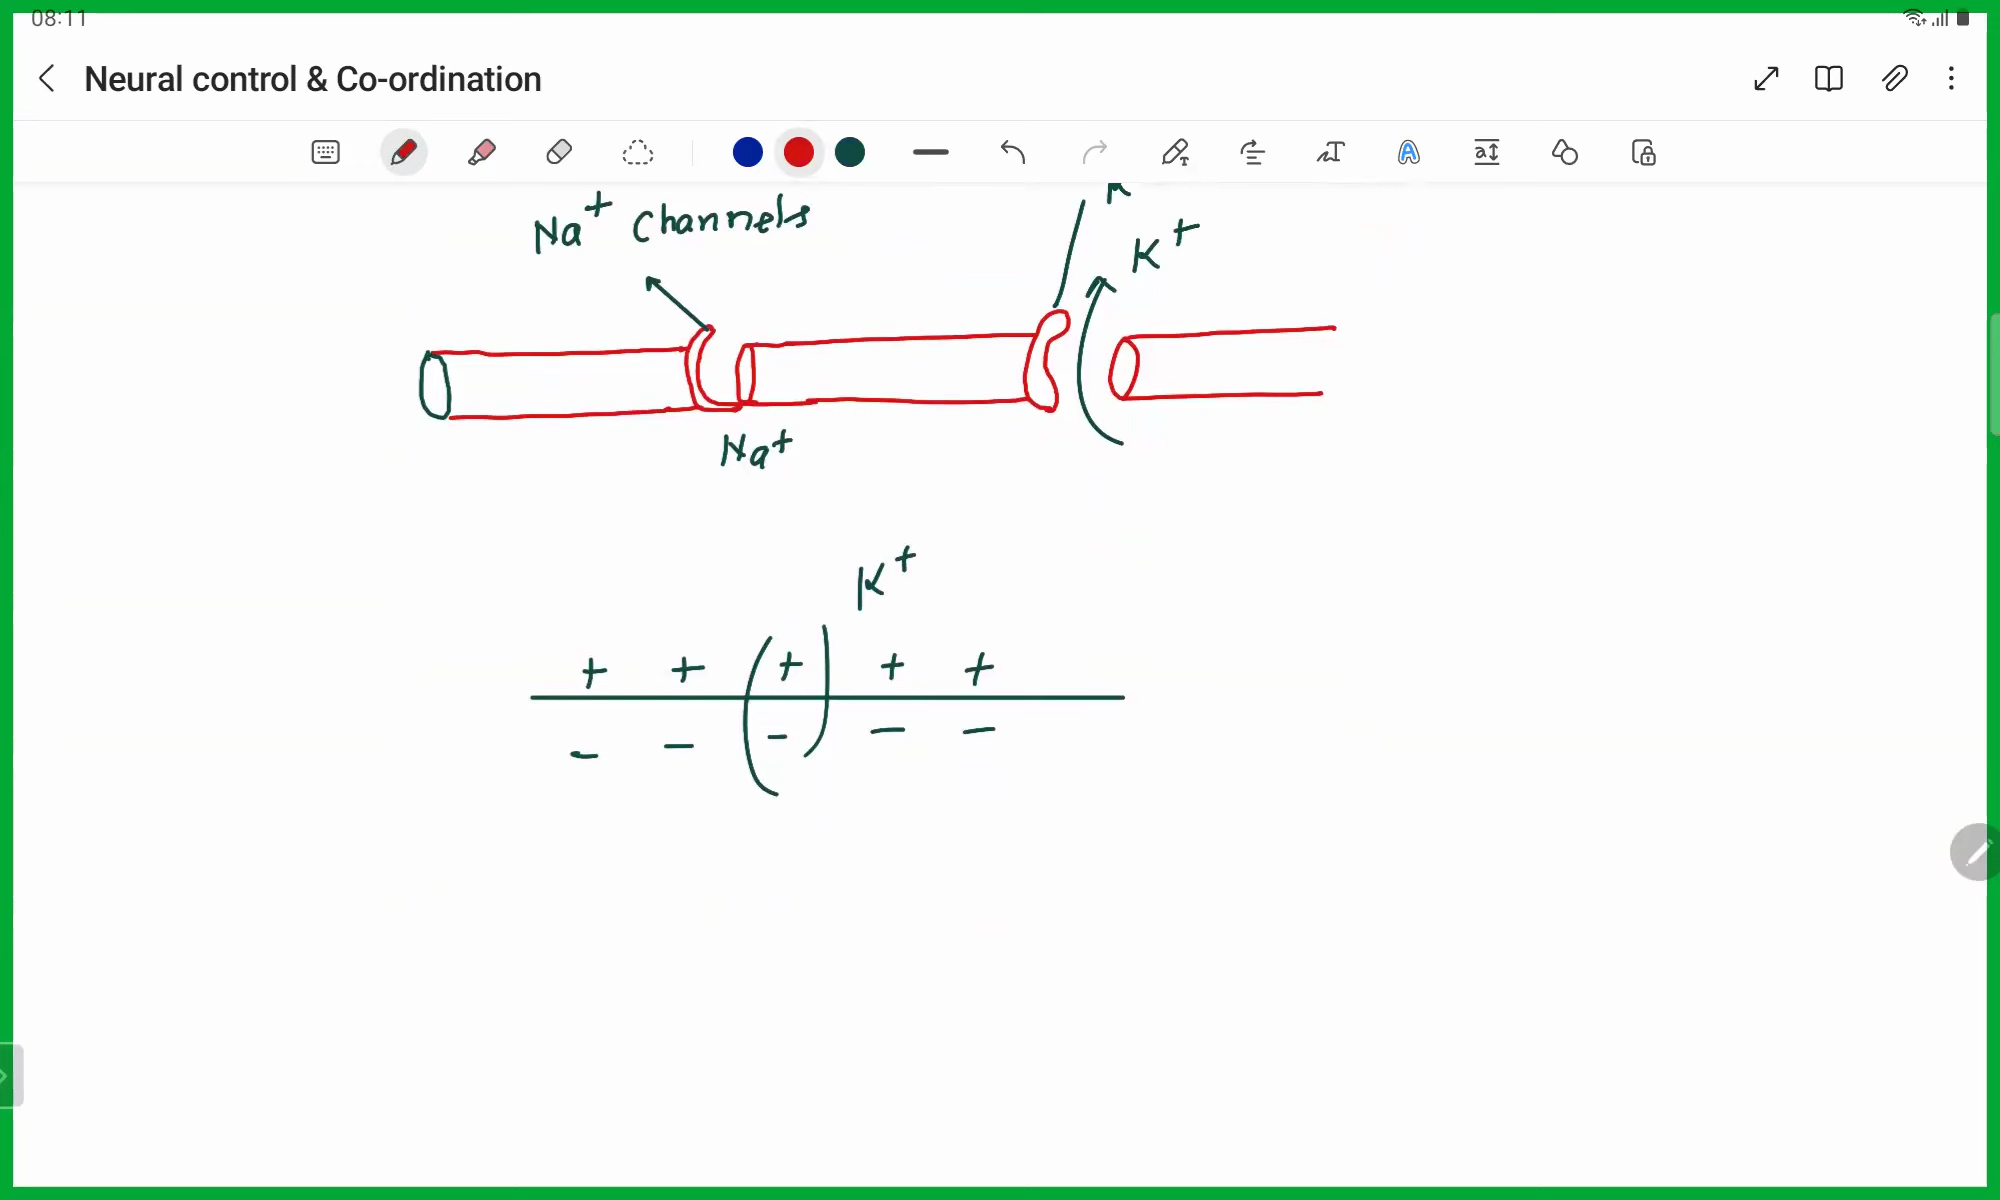 08:11
Neural control & Co-ordination
Na+ Channels
K+
Na+
K+
+ + (+) + +
- - (-) - -